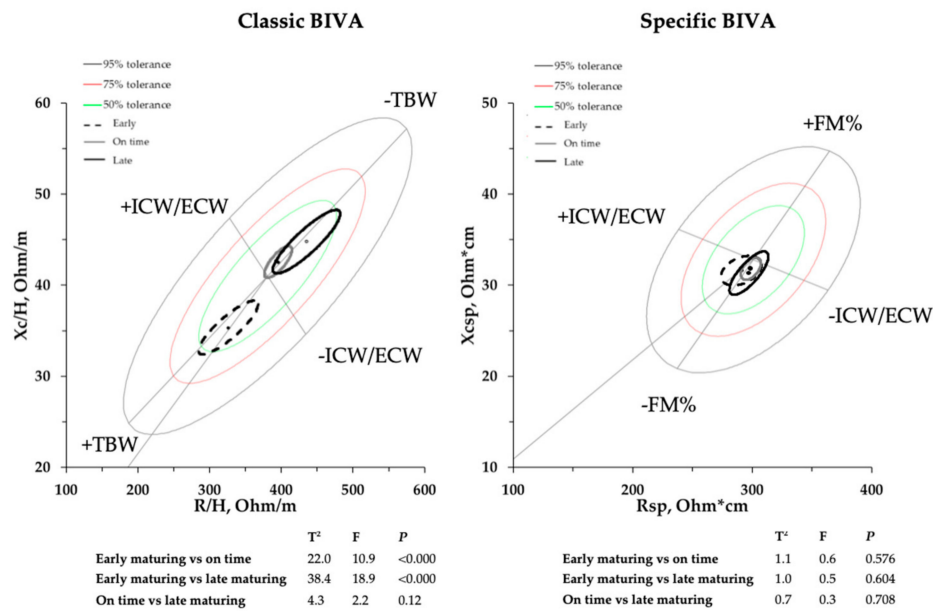 Classic BIVA
95% tolerance
75% tolerance
50% tolerance
Early
On time
Late
60
50
40
30
20
Xc/H, Ohm/m
-TBW
+ICW/ECW
-ICW/ECW
+TBW
100 200 300 400 500 600
R/H, Ohm/m
T² F P
Early maturing vs on time 22.0 10.9 <0.000
Early maturing vs late maturing 38.4 18.9 <0.000
On time vs late maturing 4.3 2.2 0.12
Specific BIVA
95% tolerance
75% tolerance
50% tolerance
Early
On time
Late
50
40
30
20
10
Xcsp, Ohm*cm
+FM%
+ICW/ECW
-ICW/ECW
-FM%
100 200 300 400
Rsp, Ohm*cm
T² F P
Early maturing vs on time 1.1 0.6 0.576
Early maturing vs late maturing 1.0 0.5 0.604
On time vs late maturing 0.7 0.3 0.708